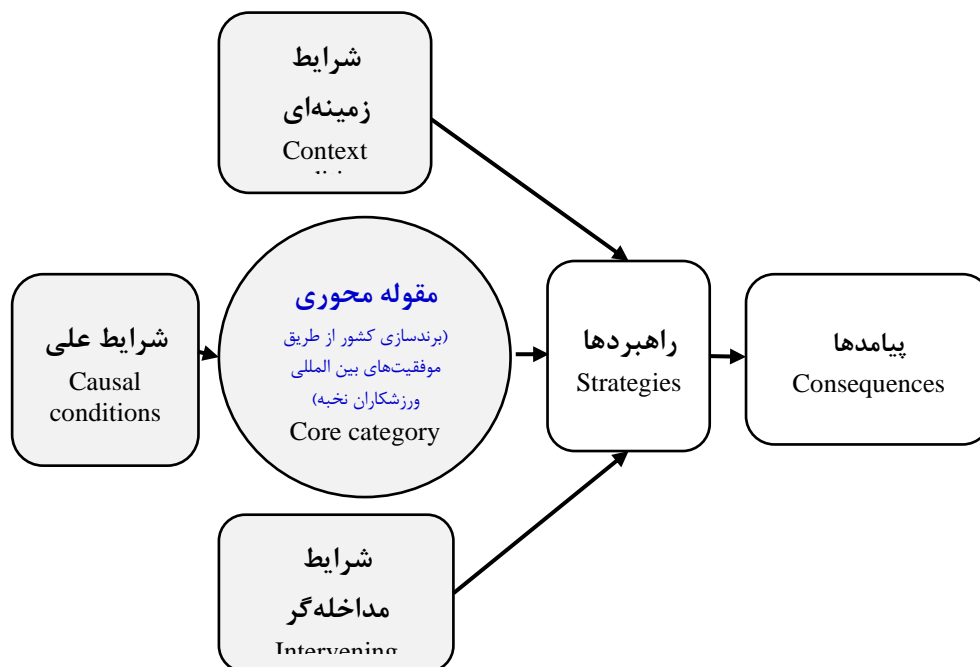 شرایط
زمینه‌ای
Context
شرایط علی
Causal
conditions
مقوله محوری
(برندسازی کشور از طریق
موفقیت‌های بین المللی
ورزشکاران نخبه)
Core category
راهبردها
Strategies
پیامدها
Consequences
شرایط
مداخله‌گر
Intervening